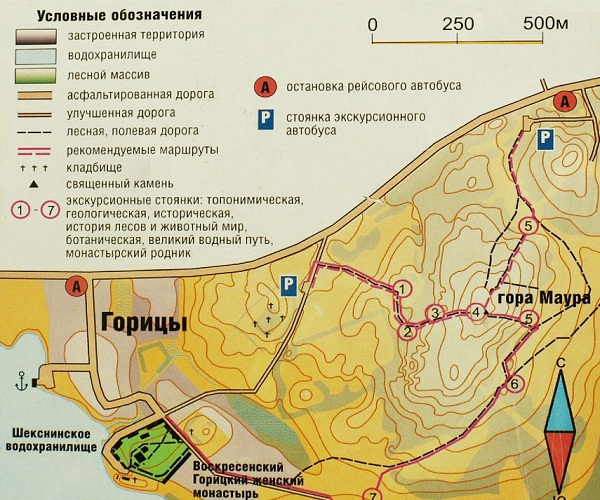 Условные обозначения
застроенная территория
водохранилище
лесной массив
асфальтированная дорога
улучшенная дорога
лесная, полевая дорога
рекомендуемые маршруты
кладбище
священный камень
1 - 7 экскурсионные стоянки: топонимическая,
геологическая, историческая,
история лесов и животный мир,
ботаническая, великий водный путь,
монастырский родник
0 250 500м
А остановка рейсового автобуса
Р стоянка экскурсионного
автобуса
А
Р
5
Р
А
1
гора Маура
3
4
5
2
Горицы
С
6
Шекснинское
водохранилище
Воскресенский
Горицкий женский
монастырь
7
Ю